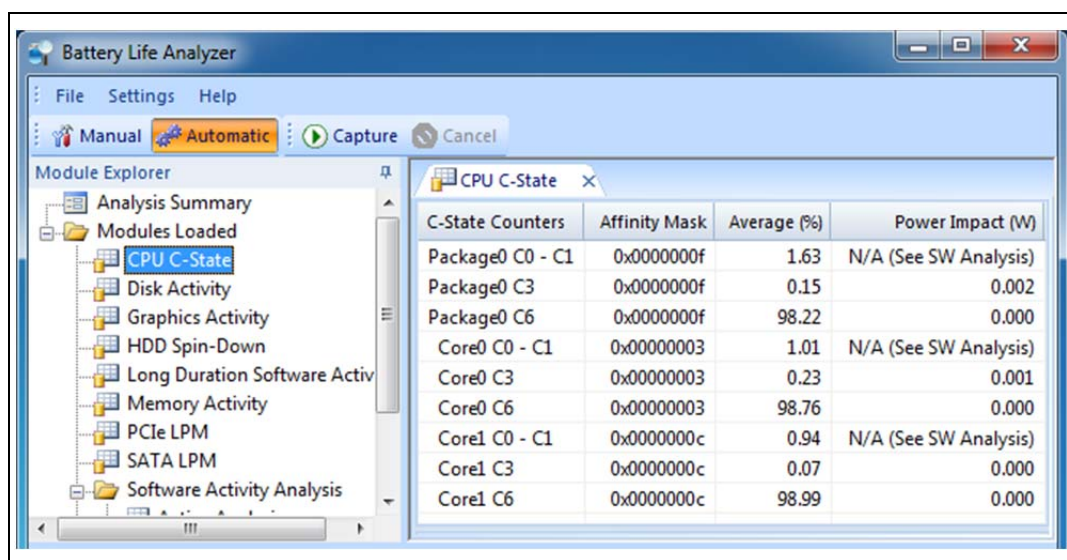 Battery Life Analyzer
File Settings Help
Manual Automatic Capture Cancel
Module Explorer
Analysis Summary
Modules Loaded
CPU C-State
Disk Activity
Graphics Activity
HDD Spin-Down
Long Duration Software Activ
Memory Activity
PCIe LPM
SATA LPM
Software Activity Analysis
CPU C-State
C-State Counters Affinity Mask Average (%) Power Impact (W)
Package0 C0 - C1 0x0000000f 1.63 N/A (See SW Analysis)
Package0 C3 0x0000000f 0.15 0.002
Package0 C6 0x0000000f 98.22 0.000
Core0 C0 - C1 0x00000003 1.01 N/A (See SW Analysis)
Core0 C3 0x00000003 0.23 0.001
Core0 C6 0x00000003 98.76 0.000
Core1 C0 - C1 0x0000000c 0.94 N/A (See SW Analysis)
Core1 C3 0x0000000c 0.07 0.000
Core1 C6 0x0000000c 98.99 0.000